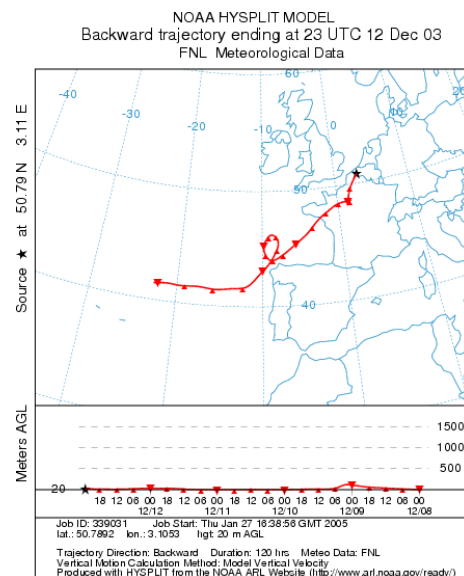 NOAA HYSPLIT MODEL
Backward trajectory ending at 23 UTC 12 Dec 03
FNL Meteorological Data
Source ★ at 50.79 N 3.11 E
-40
-30
-20
-10
0
10
20
60
50
40
Meters AGL
1500
1000
500
20
18 12 06 00 18 12 06 00 18 12 06 00 18 12 06 00 18 12 06 00
12/12 12/11 12/10 12/09 12/08
Job ID: 339031 Job Start: Thu Jan 27 16:38:56 GMT 2005
lat.: 50.7892 lon.: 3.1053 hgt: 20 m AGL
Trajectory Direction: Backward Duration: 120 hrs Meteo Data: FNL
Vertical Motion Calculation Method: Model Vertical Velocity
Produced with HYSPLIT from the NOAA ARL Website (http://www.arl.noaa.gov/ready/)